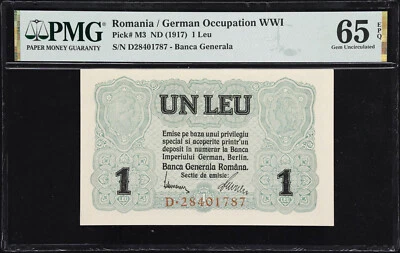 PMG
PAPER MONEY GUARANTY
Romania / German Occupation WWI
Pick# M3 ND (1917) 1 Leu
S/N D28401787 - Banca Generala
65 EPQ
Gem Uncirculated
UN LEU
Emise pe baza unui privilegiu
special si acoperite printr'un
deposit in numerar la Banca
Imperiului German, Berlin.
Banca Generală Română.
Sectie de emisie:
1 1
D·28401787